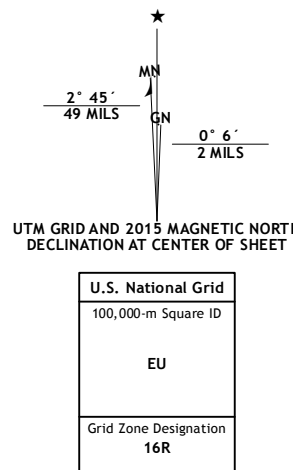 ★
MN
2° 45´
49 MILS
GN
0° 6´
2 MILS
UTM GRID AND 2015 MAGNETIC NORTH
DECLINATION AT CENTER OF SHEET
U.S. National Grid
100,000-m Square ID
EU
Grid Zone Designation
16R